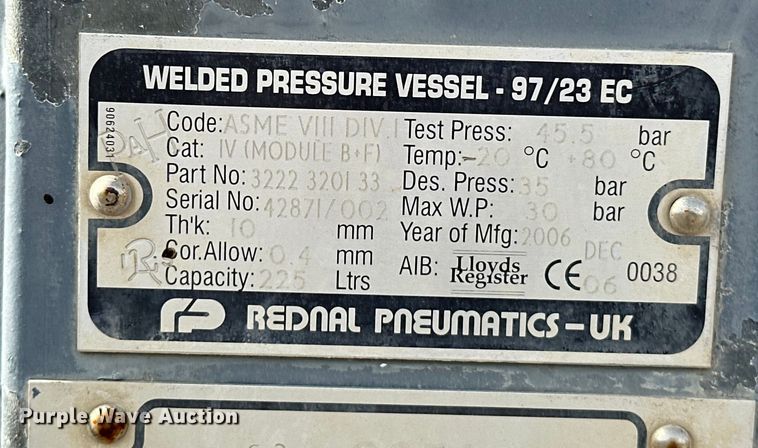 WELDED PRESSURE VESSEL - 97/23 EC
90624031
Code: ASME VIII DIV.1
Cat: IV (MODULE B+F)
Part No: 3222 3201 33
Serial No: 42871/002
Th'k: 10 mm
Cor.Allow: 0.4 mm
Capacity: 225 Ltrs
Test Press: 45.5 bar
Temp: -20 °C +80 °C
Des. Press: 35 bar
Max W.P: 30 bar
Year of Mfg: 2006 DEC
AIB: Lloyds Register CE 06 0038
rp REDNAL PNEUMATICS - UK
Purple Wave Auction